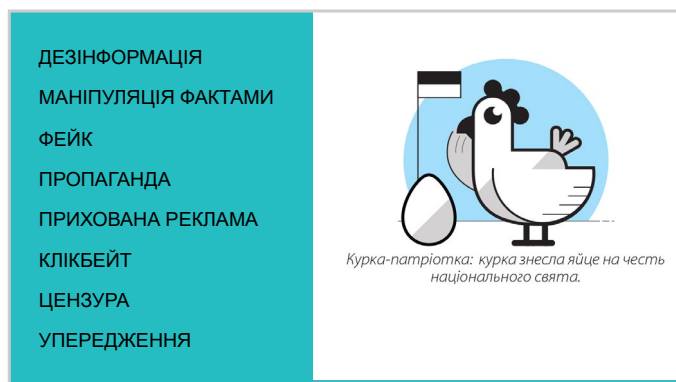 ДЕЗІНФОРМАЦІЯ
МАНІПУЛЯЦІЯ ФАКТАМИ
ФЕЙК
ПРОПАГАНДА
ПРИХОВАНА РЕКЛАМА
КЛІКБЕЙТ
ЦЕНЗУРА
УПЕРЕДЖЕННЯ
Курка-патріотка: курка знесла яйце на честь
національного свята.